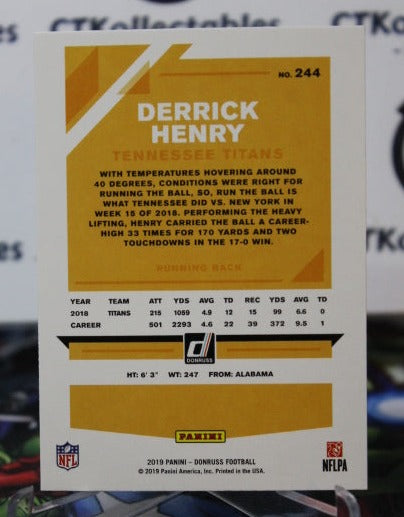 CTKollectables
NO. 244
DERRICK
HENRY
TENNESSEE TITANS
WITH TEMPERATURES HOVERING AROUND
40 DEGREES, CONDITIONS WERE RIGHT FOR
RUNNING THE BALL, SO, RUN THE BALL IS
WHAT TENNESSEE DID VS. NEW YORK IN
WEEK 15 OF 2018. PERFORMING THE HEAVY
LIFTING, HENRY CARRIED THE BALL A CAREER-
HIGH 33 TIMES FOR 170 YARDS AND TWO
TOUCHDOWNS IN THE 17-0 WIN.
RUNNING BACK
YEAR TEAM ATT YDS AVG TD REC YDS AVG TD
2018 TITANS 215 1059 4.9 12 15 99 6.6 0
CAREER 501 2293 4.6 22 39 372 9.5 1
DONRUSS
HT: 6' 3" WT: 247 FROM: ALABAMA
PANINI
NFL
NFLPA
2019 PANINI – DONRUSS FOOTBALL
© 2019 Panini America, Inc. Printed in the USA.